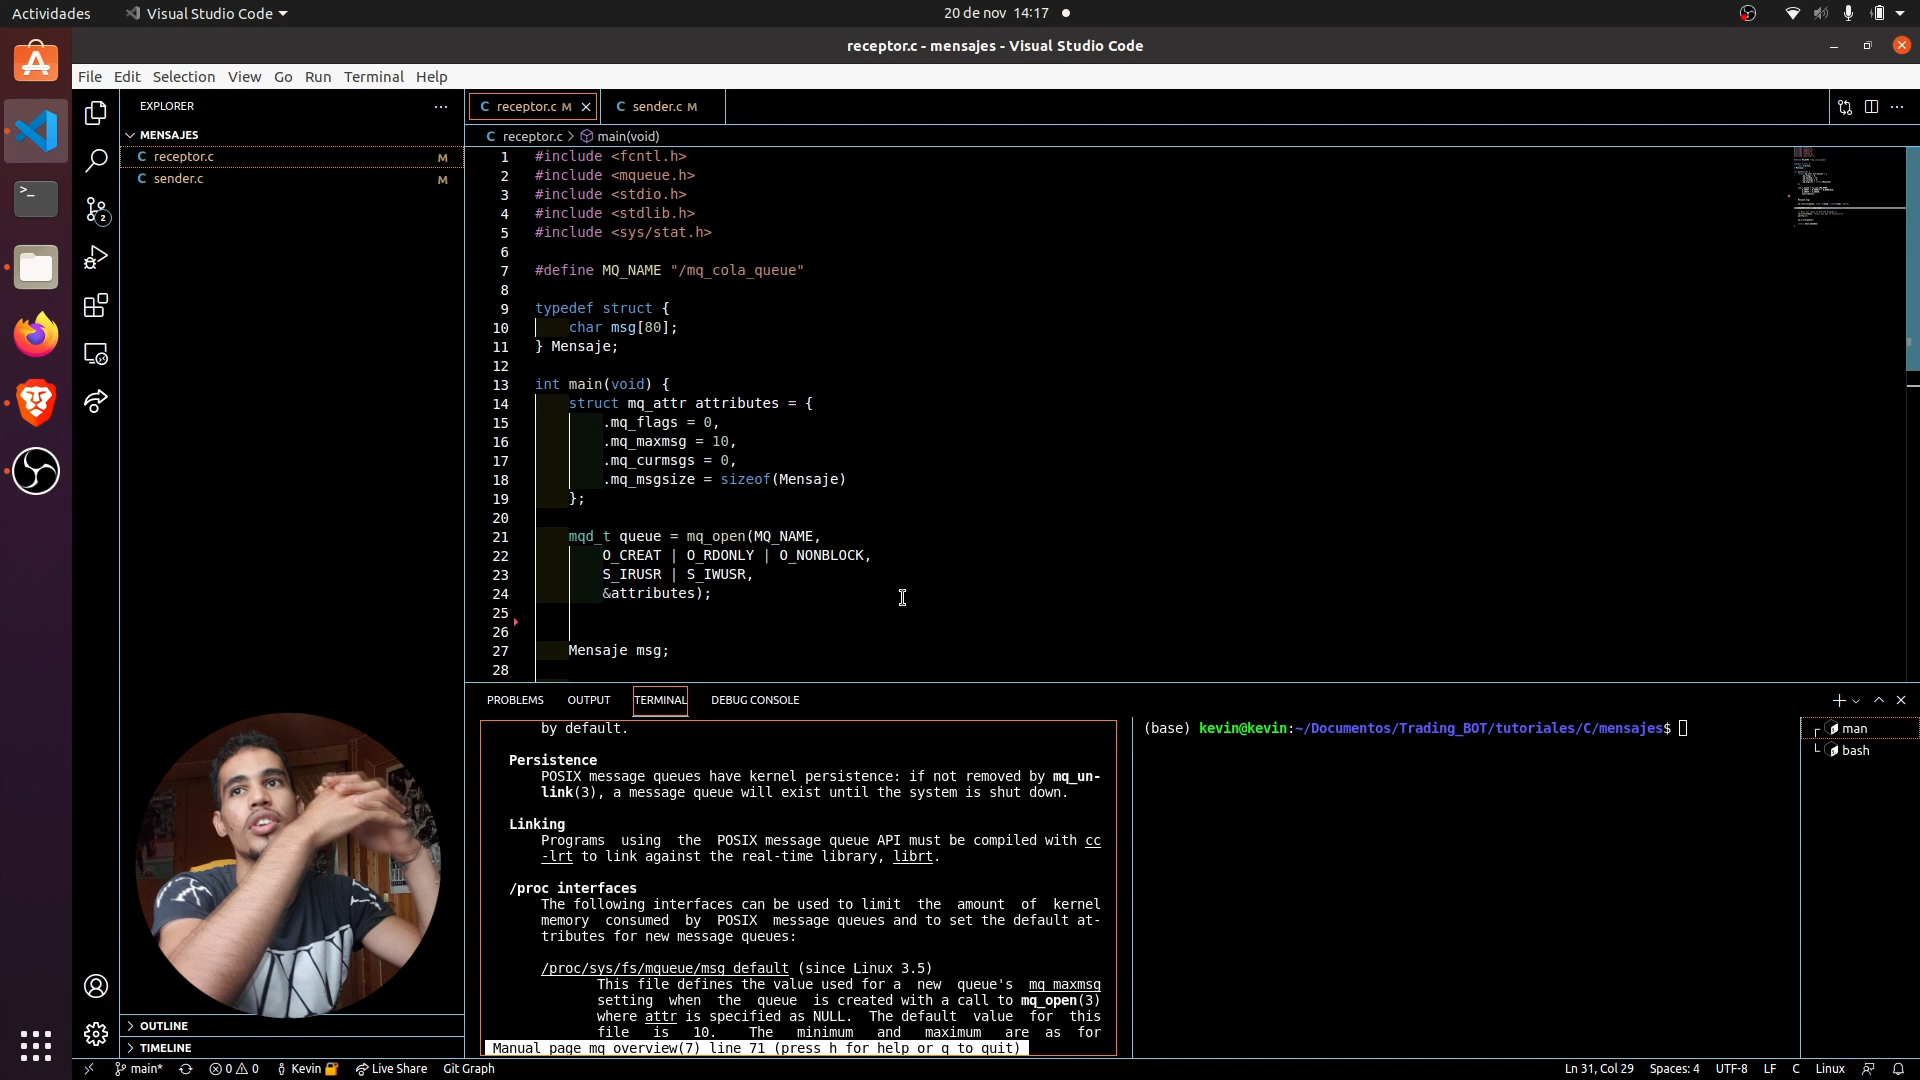 Actividades
Visual Studio Code
20 de nov 14:17
receptor.c - mensajes - Visual Studio Code
File Edit Selection View Go Run Terminal Help
EXPLORER
MENSAJES
C receptor.c M
C sender.c M
2
OUTLINE
TIMELINE
C receptor.c M
C sender.c M
C receptor.c > main(void)
1 #include <fcntl.h>
2 #include <mqueue.h>
3 #include <stdio.h>
4 #include <stdlib.h>
5 #include <sys/stat.h>
6
7 #define MQ_NAME "/mq_cola_queue"
8
9 typedef struct {
10 char msg[80];
11 } Mensaje;
12
13 int main(void) {
14 struct mq_attr attributes = {
15 .mq_flags = 0,
16 .mq_maxmsg = 10,
17 .mq_curmsgs = 0,
18 .mq_msgsize = sizeof(Mensaje)
19 };
20
21 mqd_t queue = mq_open(MQ_NAME,
22 O_CREAT | O_RDONLY | O_NONBLOCK,
23 S_IRUSR | S_IWUSR,
24 &attributes);
25
26
27 Mensaje msg;
28
PROBLEMS OUTPUT TERMINAL DEBUG CONSOLE
by default.
Persistence
POSIX message queues have kernel persistence: if not removed by mq_un-
link(3), a message queue will exist until the system is shut down.
Linking
Programs using the POSIX message queue API must be compiled with cc
-lrt to link against the real-time library, librt.
/proc interfaces
The following interfaces can be used to limit the amount of kernel
memory consumed by POSIX message queues and to set the default at-
tributes for new message queues:
/proc/sys/fs/mqueue/msg_default (since Linux 3.5)
This file defines the value used for a new queue's mq_maxmsg
setting when the queue is created with a call to mq_open(3)
where attr is specified as NULL. The default value for this
file is 10. The minimum and maximum are as for
Manual page mq_overview(7) line 71 (press h for help or q to quit)
(base) kevin@kevin:~/Documentos/Trading_BOT/tutoriales/C/mensajes$
man
bash
main* 0 0 Kevin Live Share Git Graph
Ln 31, Col 29 Spaces: 4 UTF-8 LF C Linux